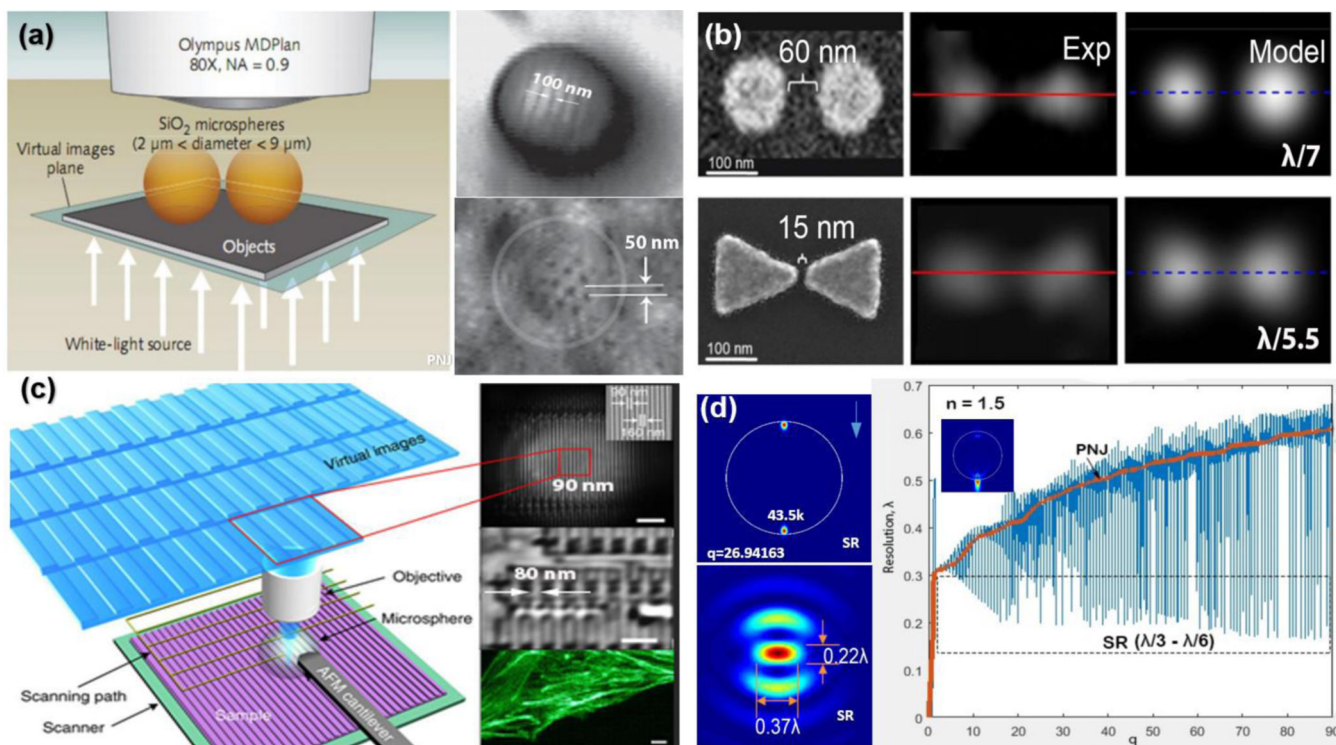 (a)
Olympus MDPlan
80X, NA = 0.9
SiO₂ microspheres
(2 µm < diameter < 9 µm)
Virtual images
plane
Objects
White-light source
PNJ
100 nm
50 nm
(b)
60 nm
100 nm
Exp
Model
λ/7
15 nm
100 nm
λ/5.5
(c)
Virtual images
Objective
Microsphere
AFM cantilever
Scanning path
Scanner
Sample
160 nm
90 nm
80 nm
(d)
43.5k
q=26.94163
SR
0.22λ
0.37λ
SR
n = 1.5
PNJ
SR (λ/3 - λ/6)
Resolution, λ
0.7
0.6
0.5
0.4
0.3
0.2
0.1
0
0
10
20
30
40
50
60
70
80
90
q